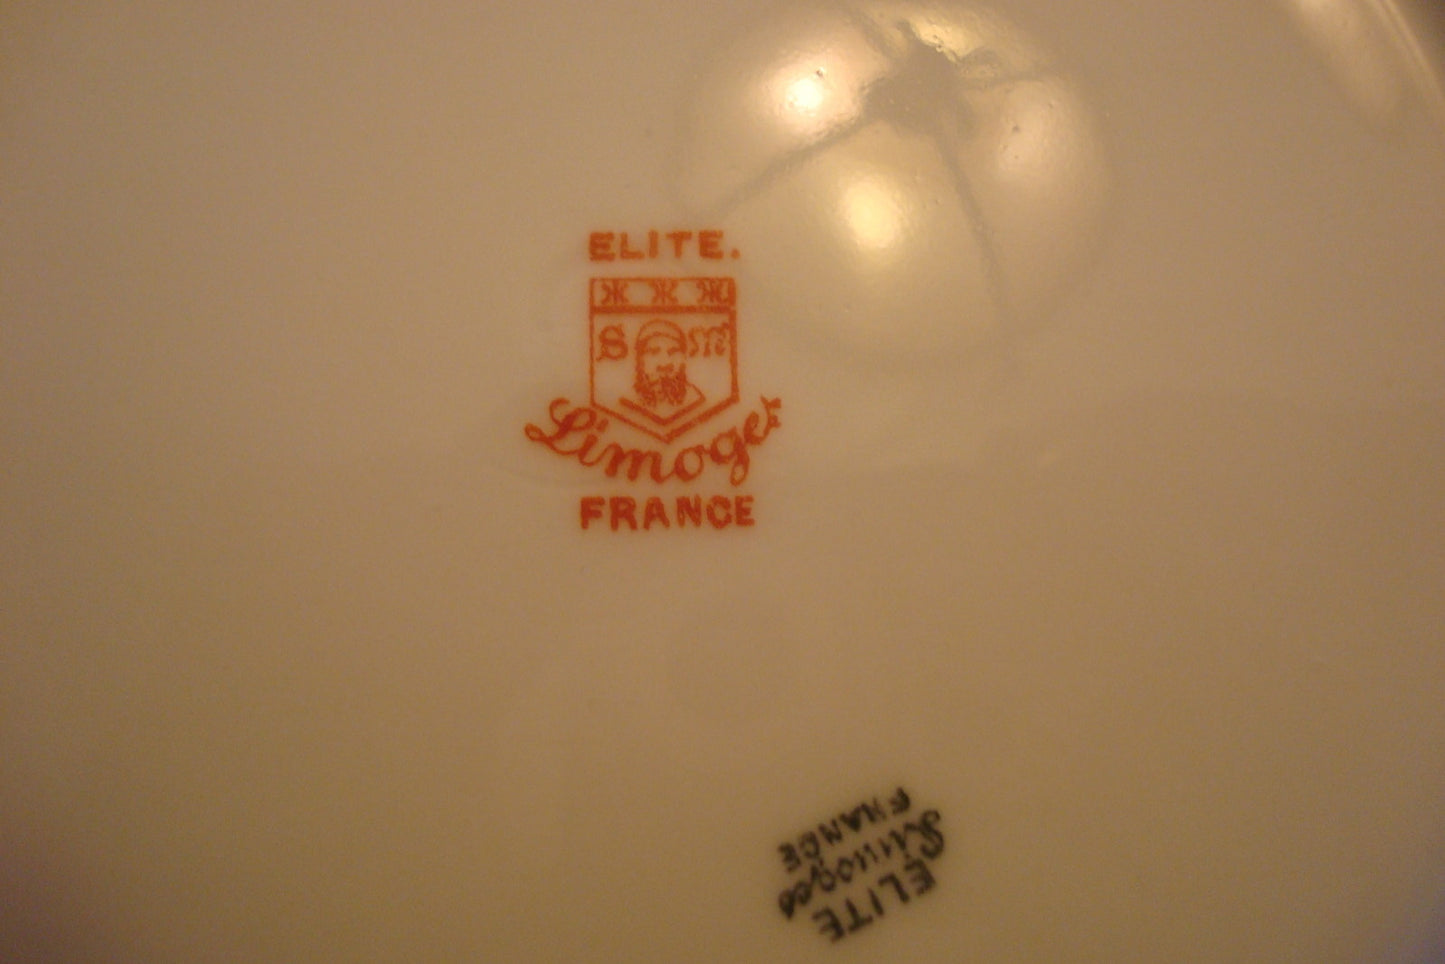 ELITE.
S M
Limoges
FRANCE
ELITE
Limoges
FRANCE